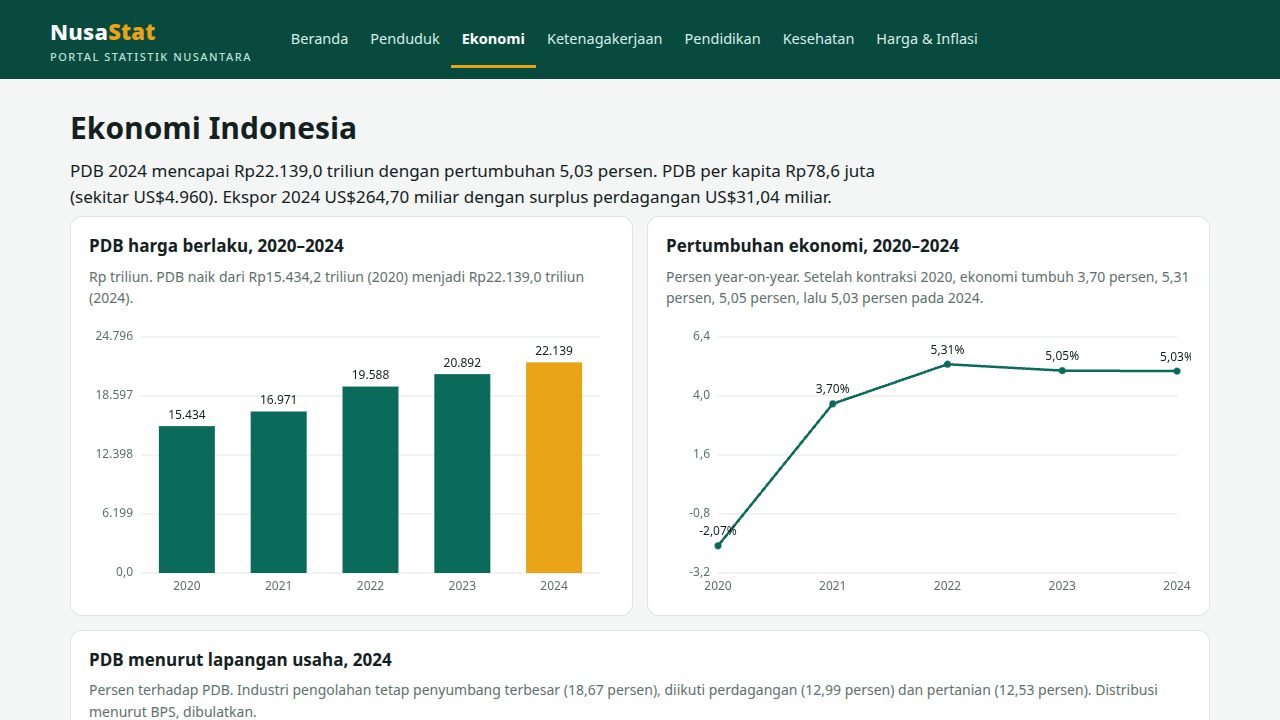 NusaStat
PORTAL STATISTIK NUSANTARA
Beranda Penduduk Ekonomi Ketenagakerjaan Pendidikan Kesehatan Harga & Inflasi
Ekonomi Indonesia
PDB 2024 mencapai Rp22.139,0 triliun dengan pertumbuhan 5,03 persen. PDB per kapita Rp78,6 juta
(sekitar US$4.960). Ekspor 2024 US$264,70 miliar dengan surplus perdagangan US$31,04 miliar.
PDB harga berlaku, 2020–2024
Rp triliun. PDB naik dari Rp15.434,2 triliun (2020) menjadi Rp22.139,0 triliun
(2024).
24.796
18.597
12.398
6.199
0,0
15.434
16.971
19.588
20.892
22.139
2020 2021 2022 2023 2024
Pertumbuhan ekonomi, 2020–2024
Persen year-on-year. Setelah kontraksi 2020, ekonomi tumbuh 3,70 persen, 5,31
persen, 5,05 persen, lalu 5,03 persen pada 2024.
6,4
4,0
1,6
-0,8
-3,2
-2,07%
3,70%
5,31%
5,05%
5,03%
2020 2021 2022 2023 2024
PDB menurut lapangan usaha, 2024
Persen terhadap PDB. Industri pengolahan tetap penyumbang terbesar (18,67 persen), diikuti perdagangan (12,99 persen) dan pertanian (12,53 persen). Distribusi
menurut BPS, dibulatkan.